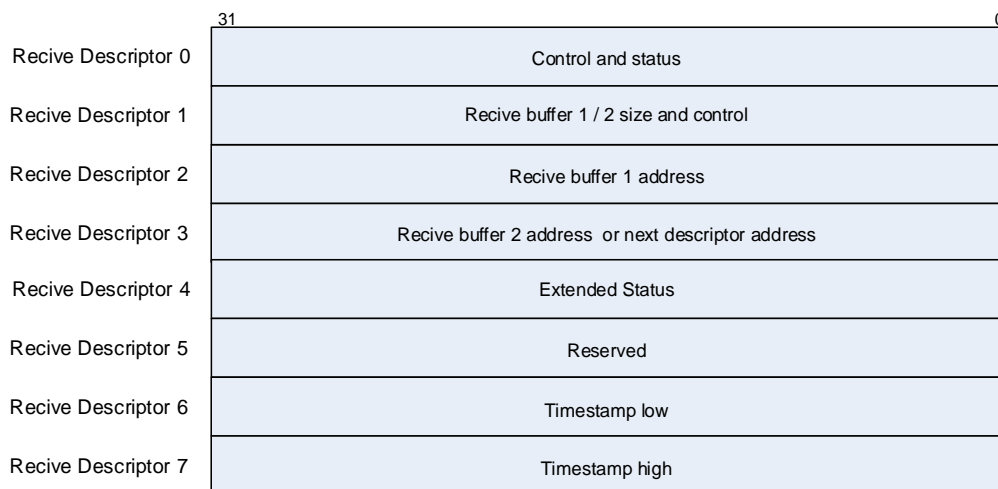 31 0
Recive Descriptor 0 Control and status
Recive Descriptor 1 Recive buffer 1 / 2 size and control
Recive Descriptor 2 Recive buffer 1 address
Recive Descriptor 3 Recive buffer 2 address or next descriptor address
Recive Descriptor 4 Extended Status
Recive Descriptor 5 Reserved
Recive Descriptor 6 Timestamp low
Recive Descriptor 7 Timestamp high